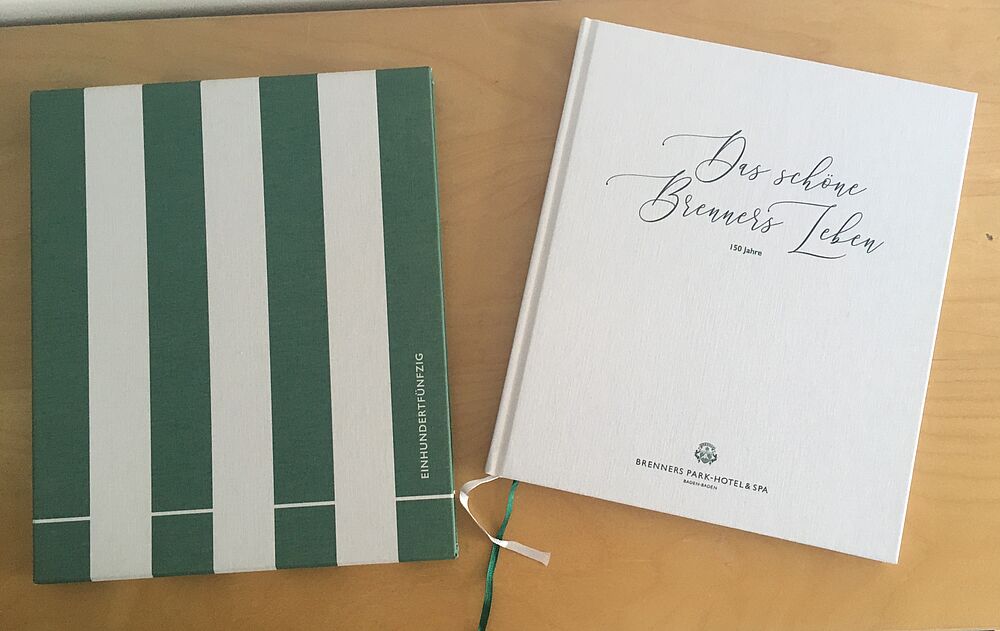 EINHUNDERTFÜNFZIG
Das schöne
Brenners Leben
150 Jahre
BRENNERS PARK-HOTEL & SPA
BADEN-BADEN